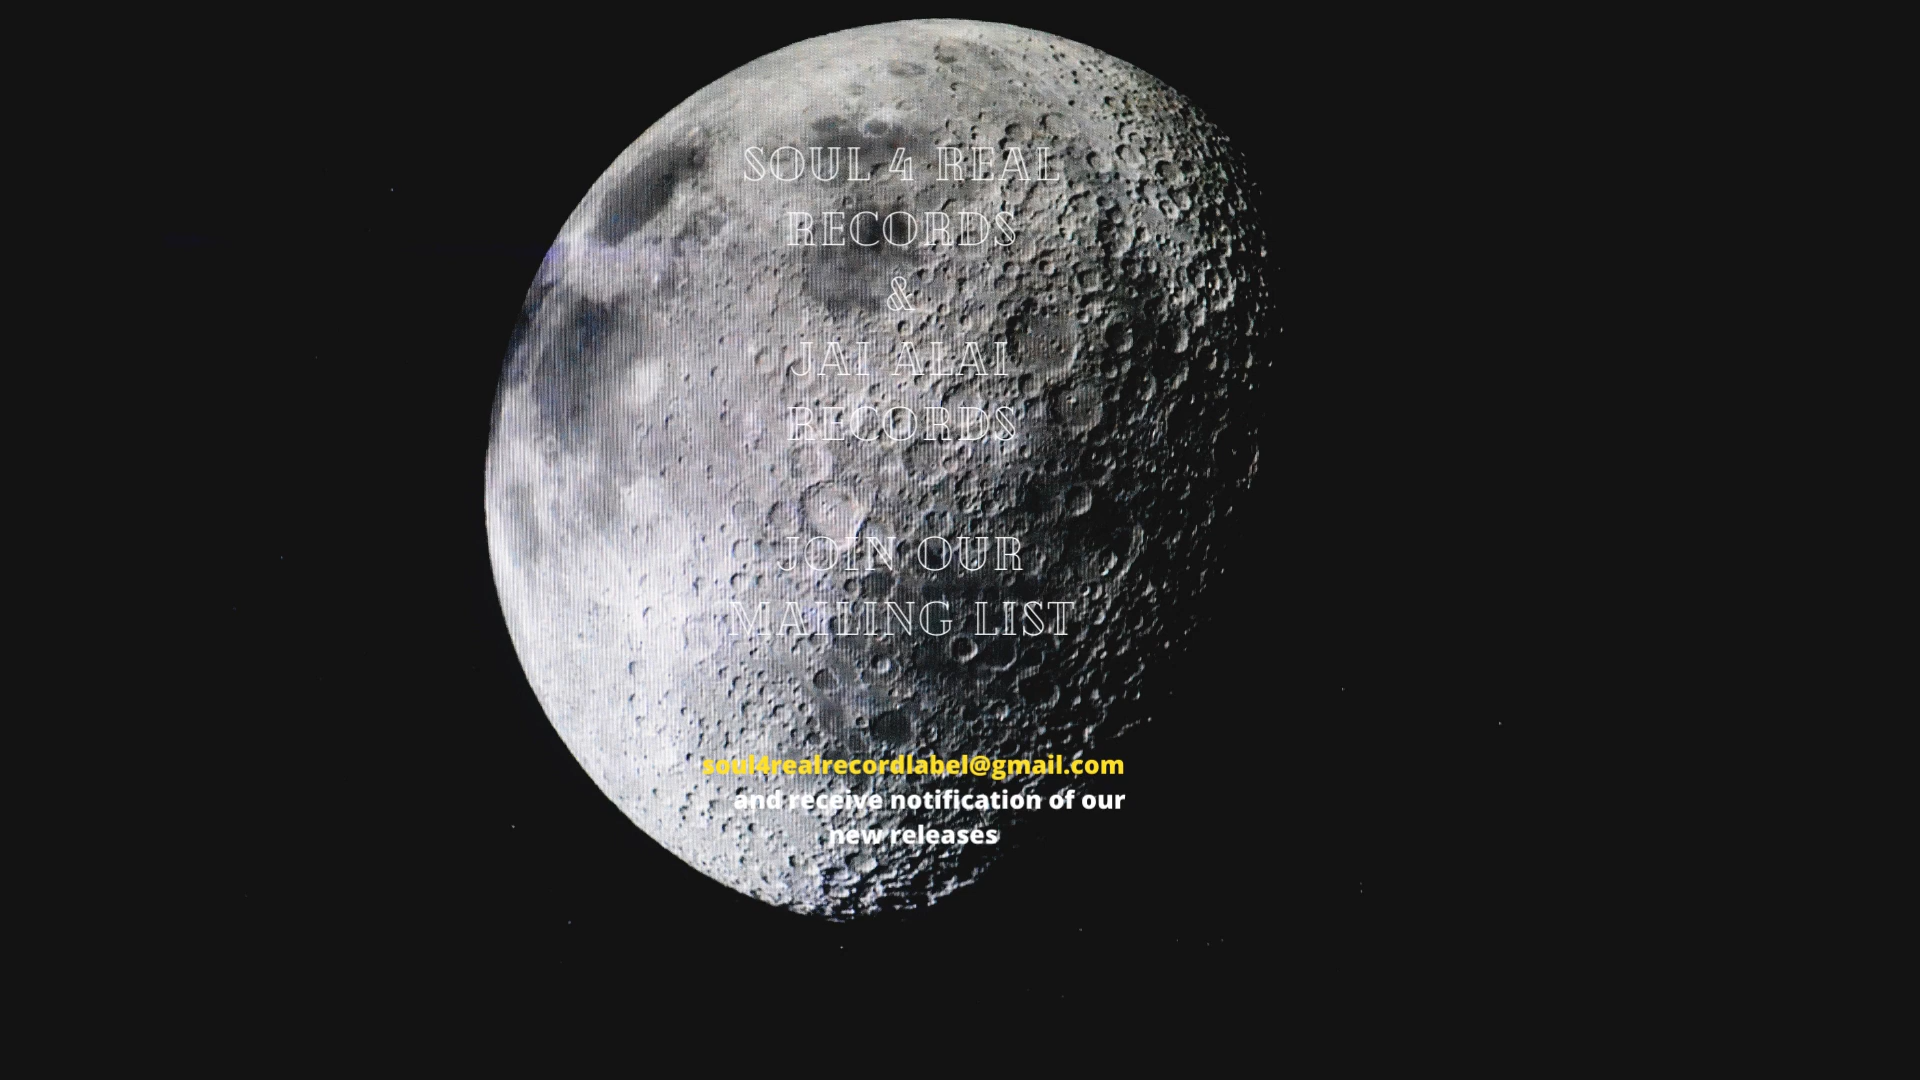 SOUL 4 REAL
RECORDS
&
JAI ALAI
RECORDS
JOIN OUR
MAILING LIST
soul4realrecordlabel@gmail.com
and receive notification of our
new releases